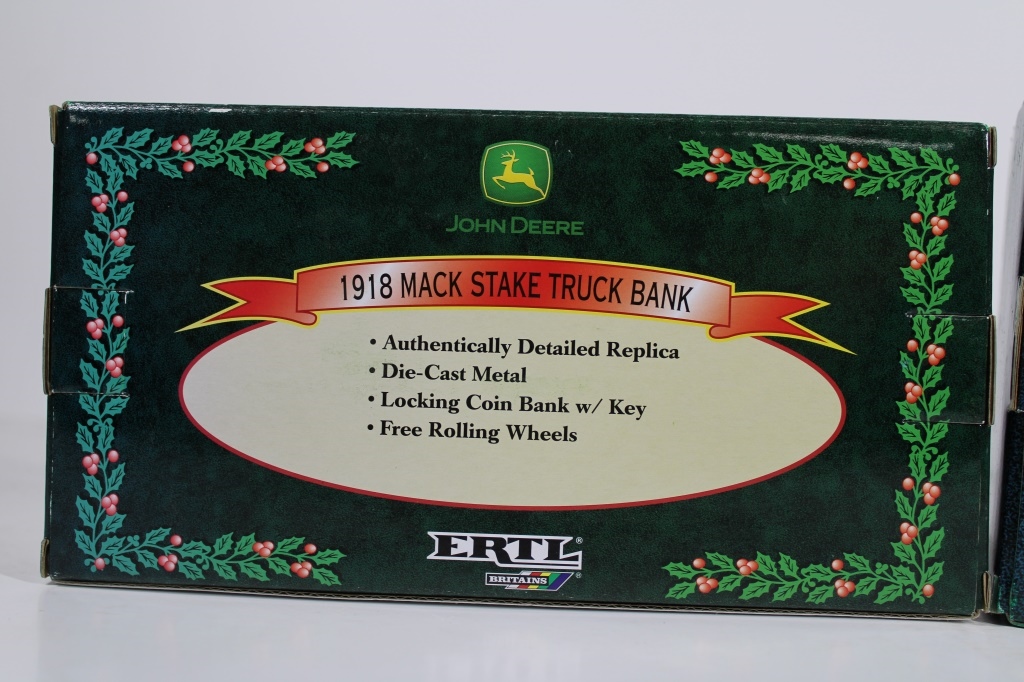 JOHN DEERE
1918 MACK STAKE TRUCK BANK
• Authentically Detailed Replica
• Die-Cast Metal
• Locking Coin Bank w/ Key
• Free Rolling Wheels
ERTL®
BRITAINS®